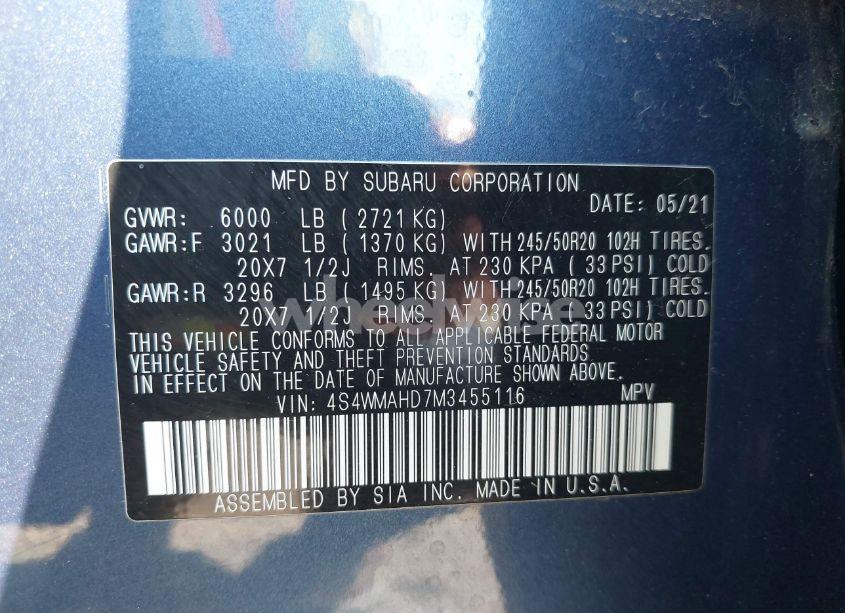 MFD BY SUBARU CORPORATION
DATE: 05/21
GVWR: 6000 LB ( 2721 KG)
GAWR:F 3021 LB ( 1370 KG) WITH 245/50R20 102H TIRES.
20X7 1/2J RIMS. AT 230 KPA ( 33 PSI) COLD
GAWR:R 3296 LB ( 1495 KG) WITH 245/50R20 102H TIRES.
20X7 1/2J RIMS. AT 230 KPA ( 33 PSI) COLD
wheelwise
THIS VEHICLE CONFORMS TO ALL APPLICABLE FEDERAL MOTOR
VEHICLE SAFETY AND THEFT PREVENTION STANDARDS
IN EFFECT ON THE DATE OF MANUFACTURE SHOWN ABOVE.
VIN: 4S4WMAHD7M3455116 MPV
ASSEMBLED BY SIA INC. MADE IN U.S.A.